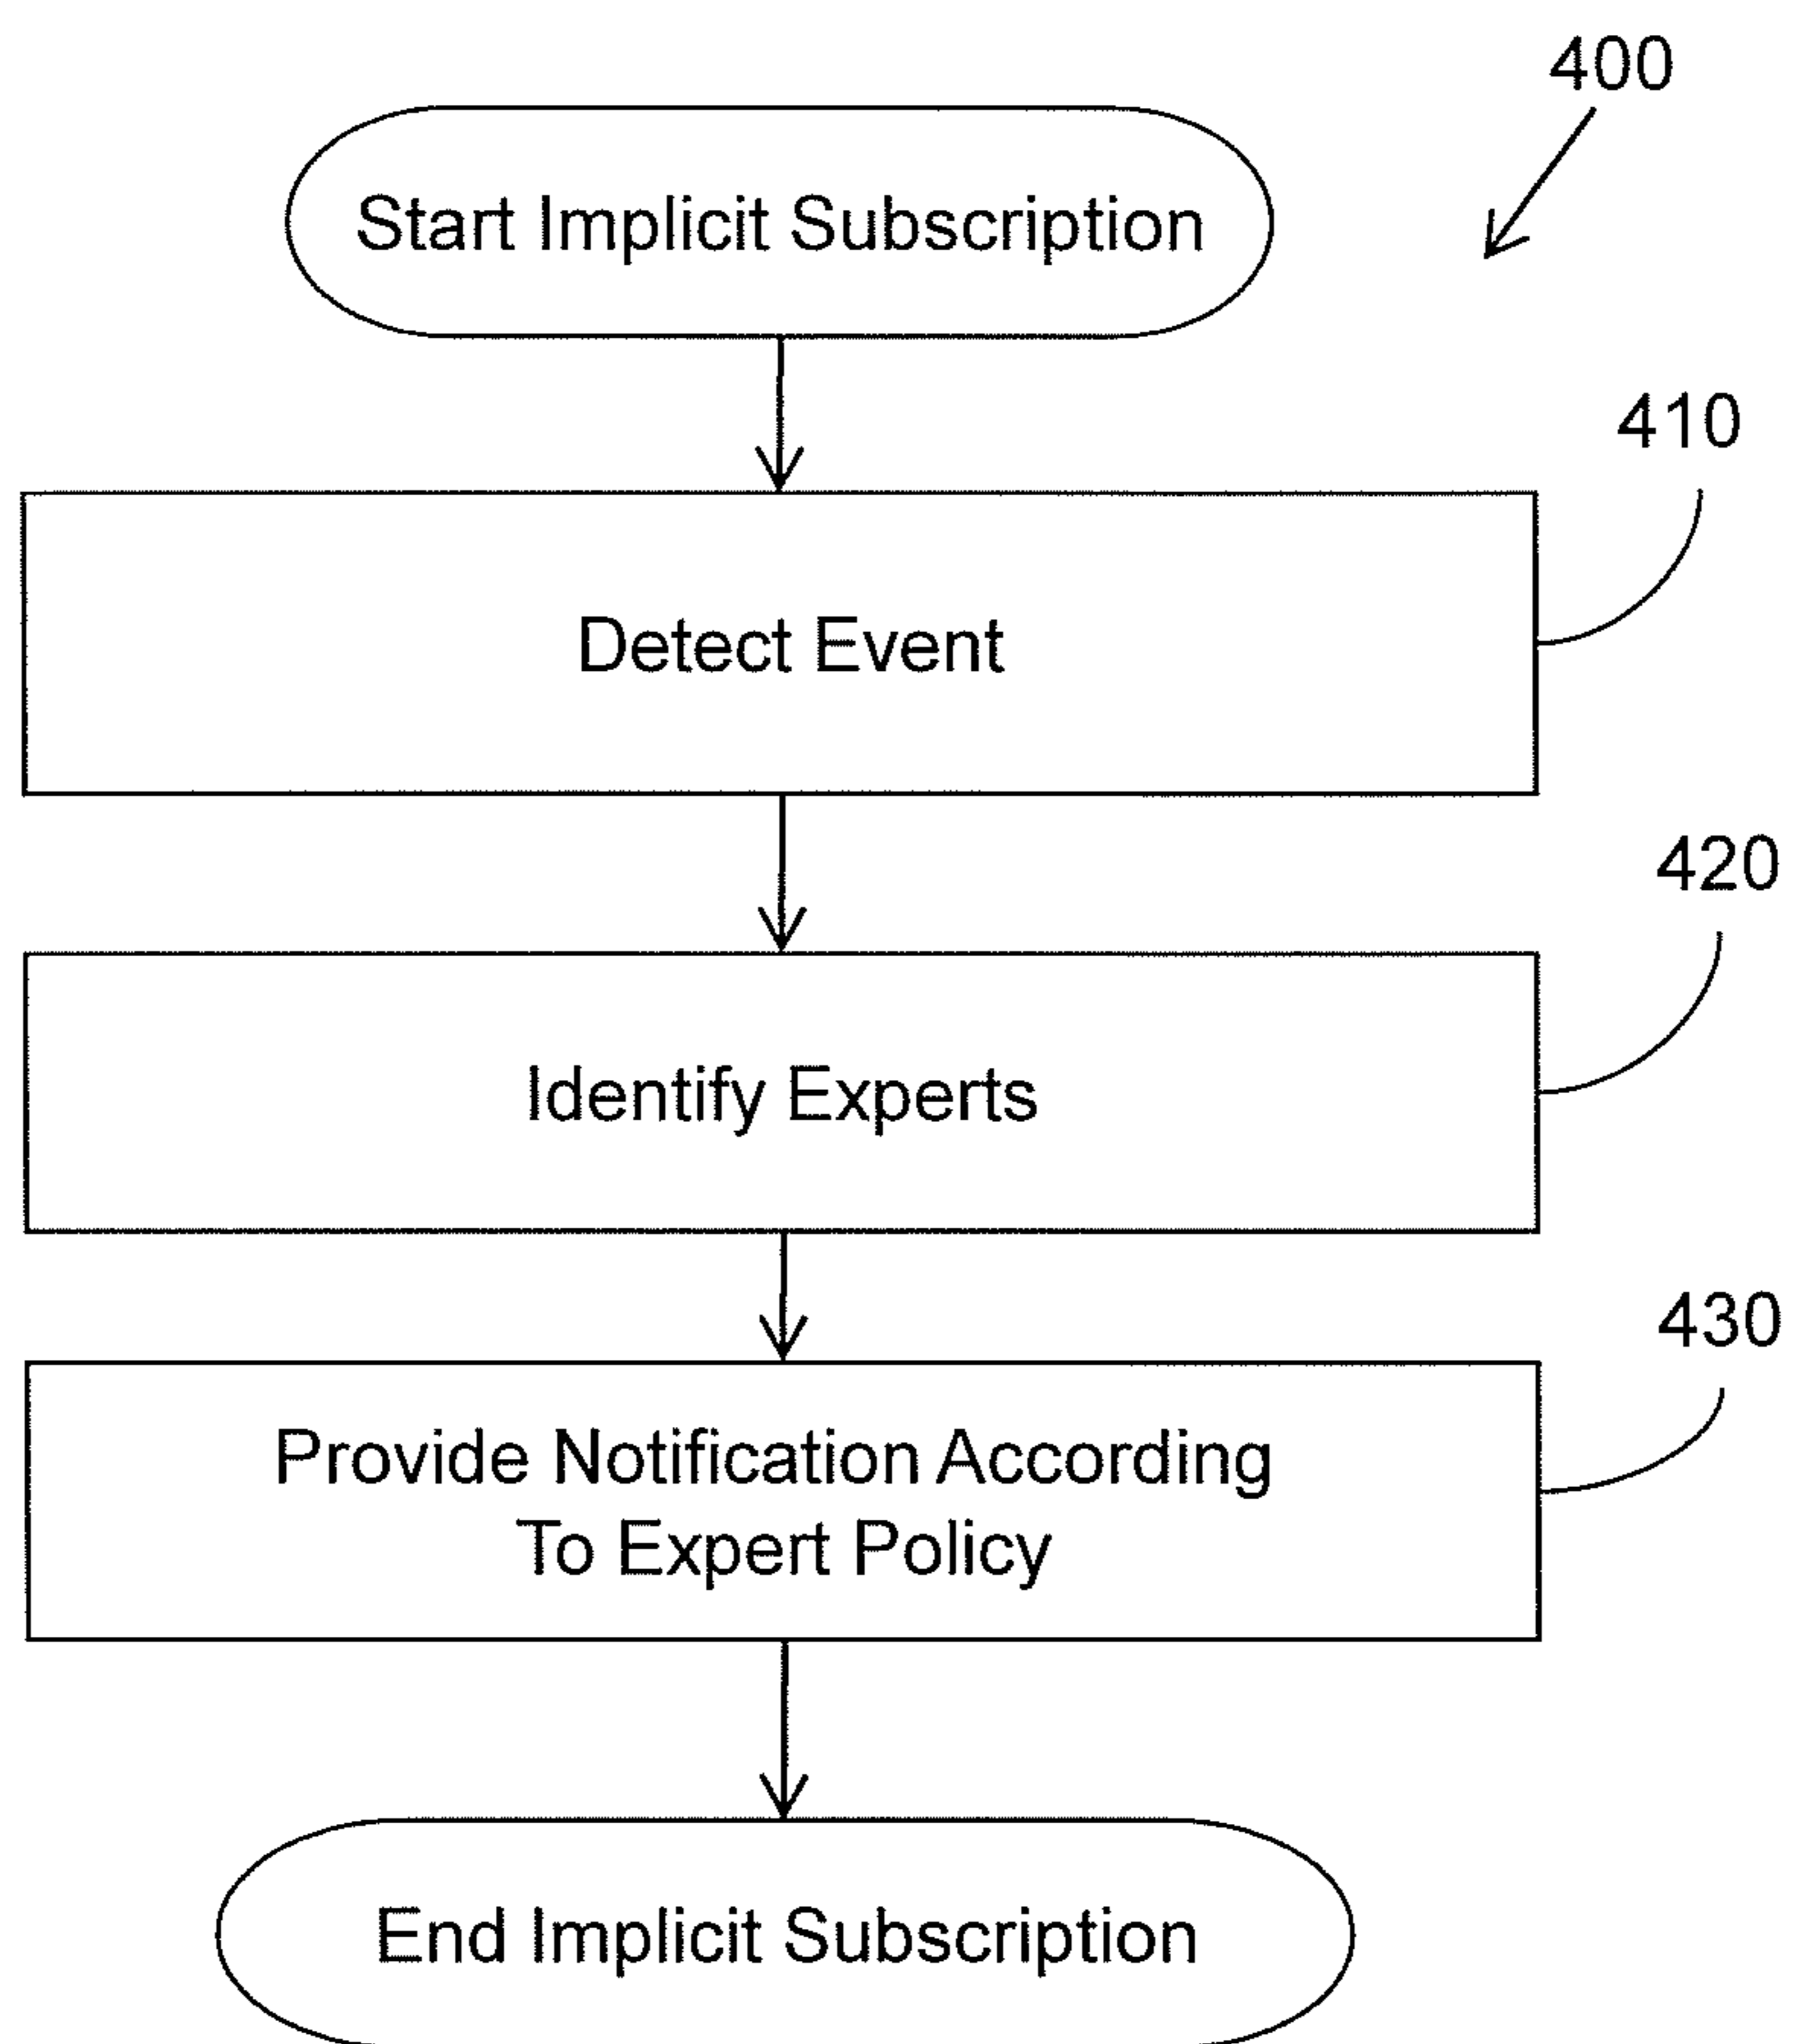 400
Start Implicit Subscription
410
Detect Event
420
Identify Experts
430
Provide Notification According
To Expert Policy
End Implicit Subscription